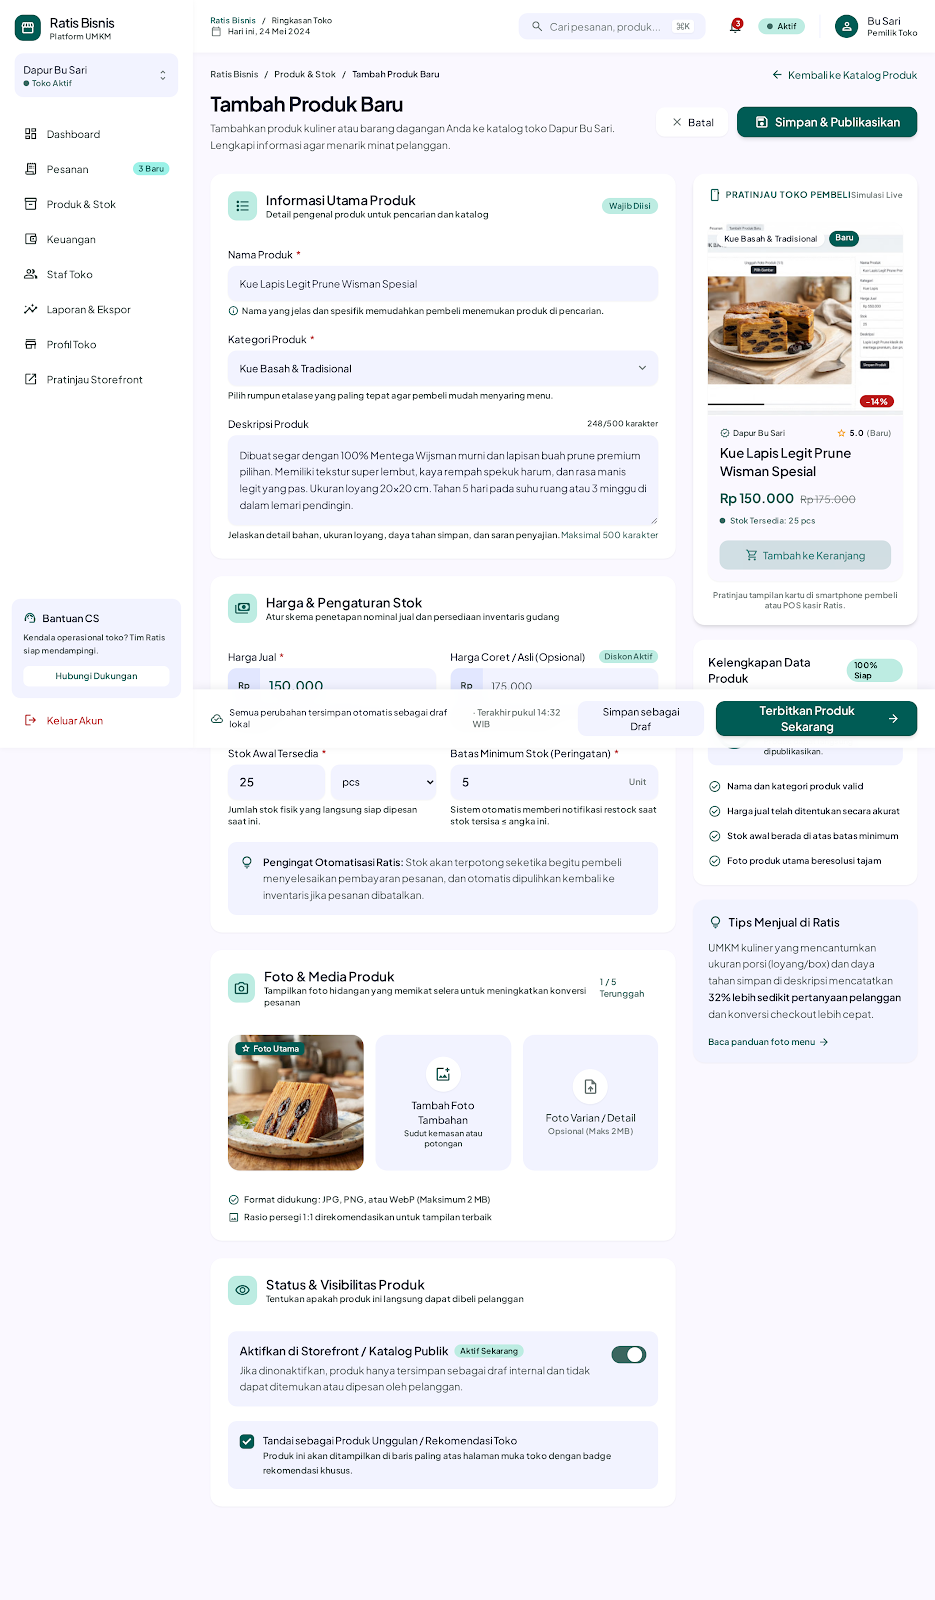 Ratis Bisnis
Platform UMKM
Dapur Bu Sari
Toko Aktif
Dashboard
Pesanan
3 Baru
Produk & Stok
Keuangan
Staf Toko
Laporan & Ekspor
Profil Toko
Pratinjau Storefront
Bantuan CS
Kendala operasional toko? Tim Ratis
siap mendampingi.
Hubungi Dukungan
Keluar Akun
Ratis Bisnis / Ringkasan Toko
Hari ini, 24 Mei 2024
Cari pesanan, produk...
⌘K
3
Aktif
Bu Sari
Pemilik Toko
Ratis Bisnis / Produk & Stok / Tambah Produk Baru
Kembali ke Katalog Produk
Tambah Produk Baru
Tambahkan produk kuliner atau barang dagangan Anda ke katalog toko Dapur Bu Sari.
Lengkapi informasi agar menarik minat pelanggan.
Batal
Simpan & Publikasikan
Informasi Utama Produk
Detail pengenal produk untuk pencarian dan katalog
Wajib Diisi
Nama Produk *
Kue Lapis Legit Prune Wisman Spesial
Nama yang jelas dan spesifik memudahkan pembeli menemukan produk di pencarian.
Kategori Produk *
Kue Basah & Tradisional
Pilih rumpun etalase yang paling tepat agar pembeli mudah menyaring menu.
Deskripsi Produk
248/500 karakter
Dibuat segar dengan 100% Mentega Wijsman murni dan lapisan buah prune premium
pilihan. Memiliki tekstur super lembut, kaya rempah spekuk harum, dan rasa manis
legit yang pas. Ukuran loyang 20x20 cm. Tahan 5 hari pada suhu ruang atau 3 minggu di
dalam lemari pendingin.
Jelaskan detail bahan, ukuran loyang, daya tahan simpan, dan saran penyajian.
Maksimal 500 karakter
Harga & Pengaturan Stok
Atur skema penetapan nominal jual dan persediaan inventaris gudang
Harga Jual *
Rp 150.000
Harga Coret / Asli (Opsional)
Diskon Aktif
Rp 175.000
Semua perubahan tersimpan otomatis sebagai draf
lokal
· Terakhir pukul 14:32
WIB
Simpan sebagai
Draf
Terbitkan Produk
Sekarang
Stok Awal Tersedia *
25
pcs
Jumlah stok fisik yang langsung siap dipesan
saat ini.
Batas Minimum Stok (Peringatan) *
5
Unit
Sistem otomatis memberi notifikasi restock saat
stok tersisa ≤ angka ini.
Pengingat Otomatisasi Ratis: Stok akan terpotong seketika begitu pembeli
menyelesaikan pembayaran pesanan, dan otomatis dipulihkan kembali ke
inventaris jika pesanan dibatalkan.
Foto & Media Produk
Tampilkan foto hidangan yang memikat selera untuk meningkatkan konversi
pesanan
1 / 5
Terunggah
Foto Utama
Tambah Foto
Tambahan
Sudut kemasan atau
potongan
Foto Varian / Detail
Opsional (Maks 2MB)
Format didukung: JPG, PNG, atau WebP (Maksimum 2 MB)
Rasio persegi 1:1 direkomendasikan untuk tampilan terbaik
Status & Visibilitas Produk
Tentukan apakah produk ini langsung dapat dibeli pelanggan
Aktifkan di Storefront / Katalog Publik
Aktif Sekarang
Jika dinonaktifkan, produk hanya tersimpan sebagai draf internal dan tidak
dapat ditemukan atau dipesan oleh pelanggan.
Tandai sebagai Produk Unggulan / Rekomendasi Toko
Produk ini akan ditampilkan di baris paling atas halaman muka toko dengan badge
rekomendasi khusus.
PRATINJAU TOKO PEMBELI
Simulasi Live
Kue Basah & Tradisional
Baru
Pilih Gambar
Nama Produk
Kategori
Kue Lapis
Harga Jual
Rp 150.000
Stok
25
Deskripsi
Simpan Produk
-14%
Dapur Bu Sari
5.0 (Baru)
Kue Lapis Legit Prune
Wisman Spesial
Rp 150.000 Rp 175.000
Stok Tersedia: 25 pcs
Tambah ke Keranjang
Pratinjau tampilan kartu di smartphone pembeli
atau POS kasir Ratis.
Kelengkapan Data
Produk
100%
Siap
dipublikasikan.
Nama dan kategori produk valid
Harga jual telah ditentukan secara akurat
Stok awal berada di atas batas minimum
Foto produk utama beresolusi tajam
Tips Menjual di Ratis
UMKM kuliner yang mencantumkan
ukuran porsi (loyang/box) dan daya
tahan simpan di deskripsi mencatatkan
32% lebih sedikit pertanyaan pelanggan
dan konversi checkout lebih cepat.
Baca panduan foto menu